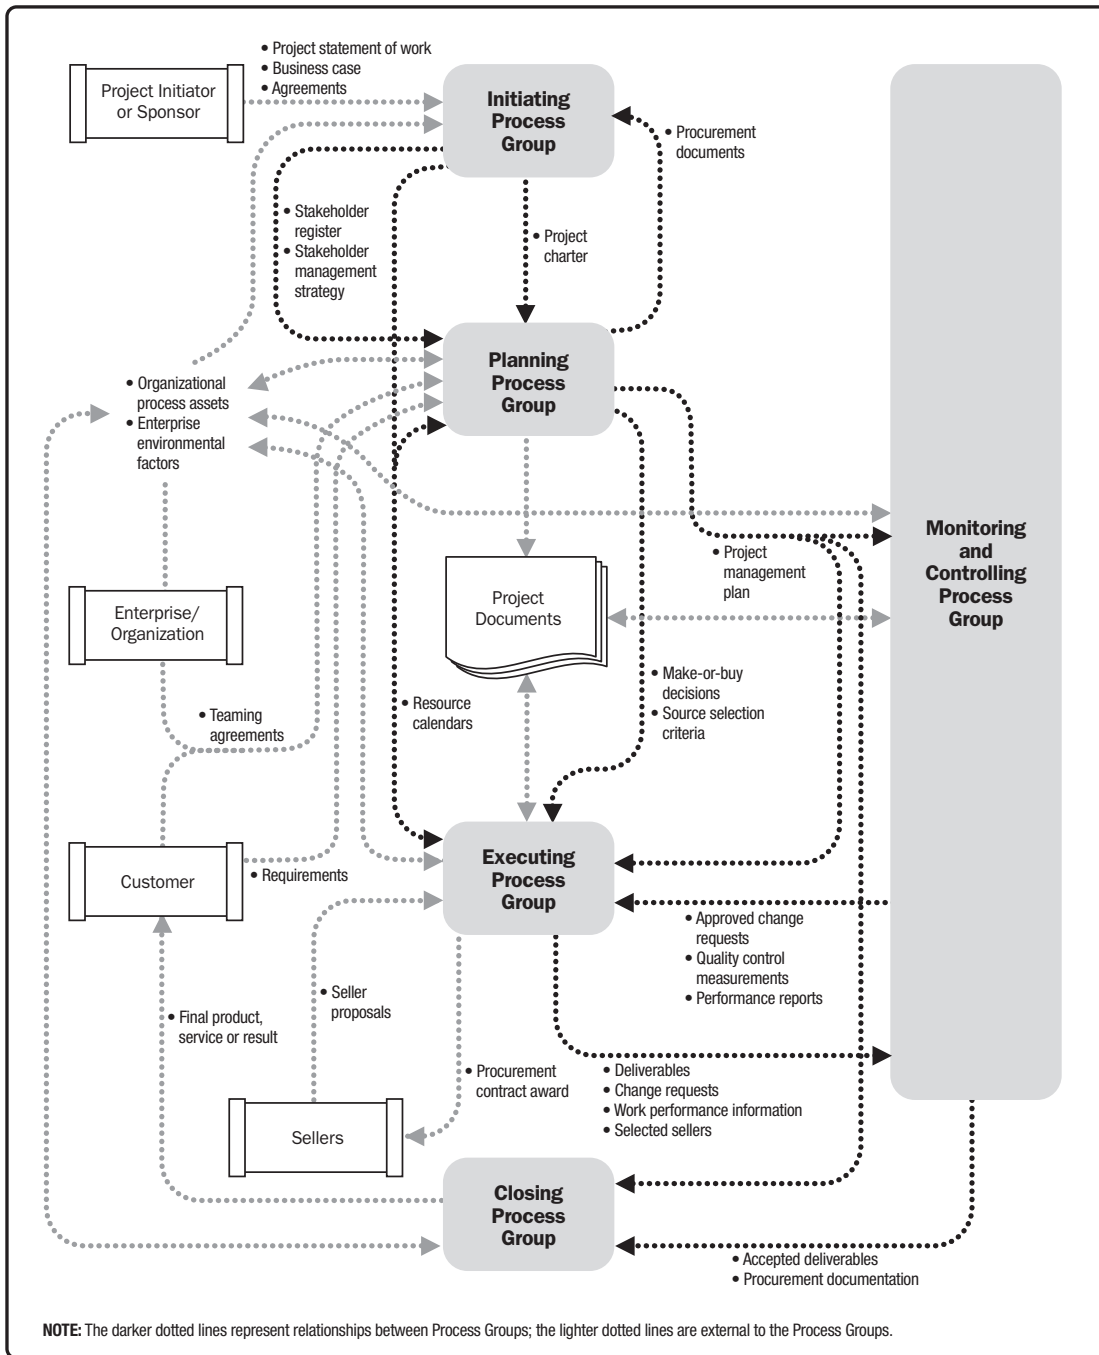 • Project statement of work
• Business case
• Agreements
Project Initiator
or Sponsor
Initiating
Process
Group
• Procurement
documents
• Stakeholder
register
• Stakeholder
management
strategy
• Project
charter
Planning
Process
Group
• Organizational
process assets
• Enterprise
environmental
factors
Monitoring
and
Controlling
Process
Group
• Project
management
plan
Project
Documents
Enterprise/
Organization
• Make-or-buy
decisions
• Source selection
criteria
• Resource
calendars
• Teaming
agreements
Executing
Process
Group
Customer
• Requirements
• Approved change
requests
• Quality control
measurements
• Performance reports
• Seller
proposals
• Final product,
service or result
• Procurement
contract award
• Deliverables
• Change requests
• Work performance information
• Selected sellers
Sellers
Closing
Process
Group
• Accepted deliverables
• Procurement documentation
NOTE: The darker dotted lines represent relationships between Process Groups; the lighter dotted lines are external to the Process Groups.